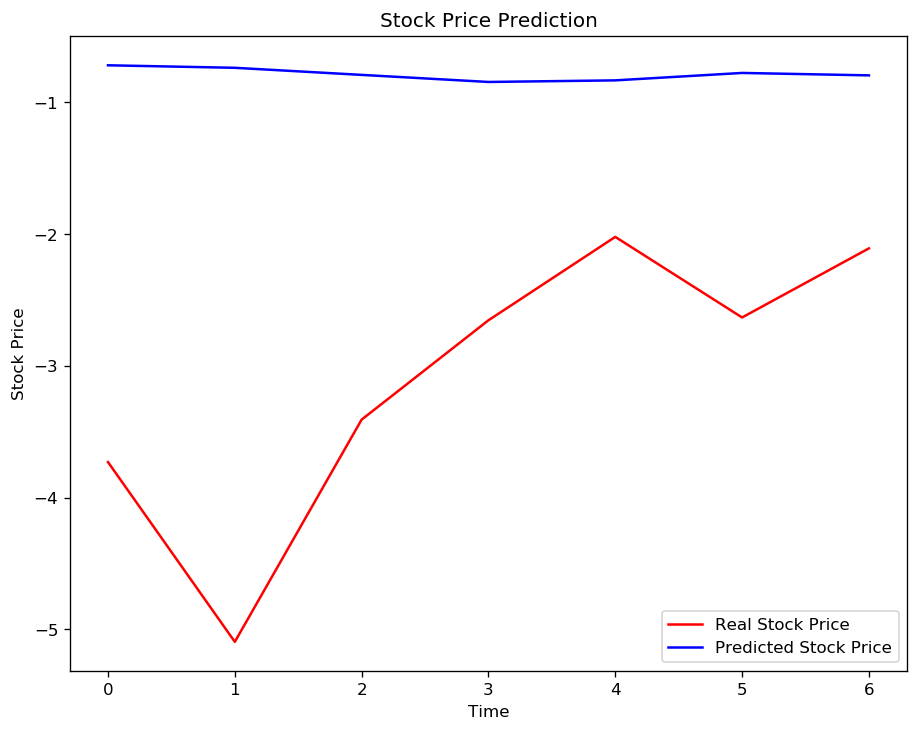 Stock Price Prediction
Stock Price
−1
−2
−3
−4
−5
Real Stock Price
Predicted Stock Price
0 1 2 3 4 5 6
Time